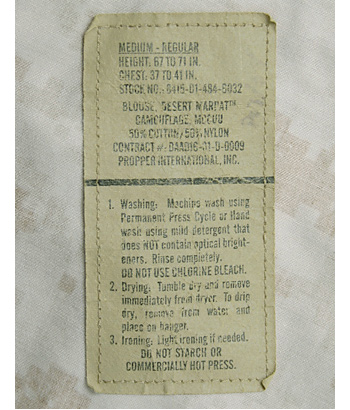 MEDIUM - REGULAR
HEIGHT: 67 TO 71 IN.
CHEST: 37 TO 41 IN.
STOCK NO.: 8415-01-484-5032
BLOUSE, DESERT MARPAT™
CAMOUFLAGE, MCCUU
50% COTTON/50% NYLON
CONTRACT #: DAAD16-01-D-0009
PROPPER INTERNATIONAL, INC.
1. Washing: Machine wash using
Permanent Press Cycle or Hand
wash using mild detergent that
does NOT contain optical bright-
eners. Rinse completely.
DO NOT USE CHLORINE BLEACH.
2. Drying: Tumble dry and remove
immediately from dryer. To drip
dry, remove from water and
place on hanger.
3. Ironing: Light ironing if needed.
DO NOT STARCH OR
COMMERCIALLY HOT PRESS.